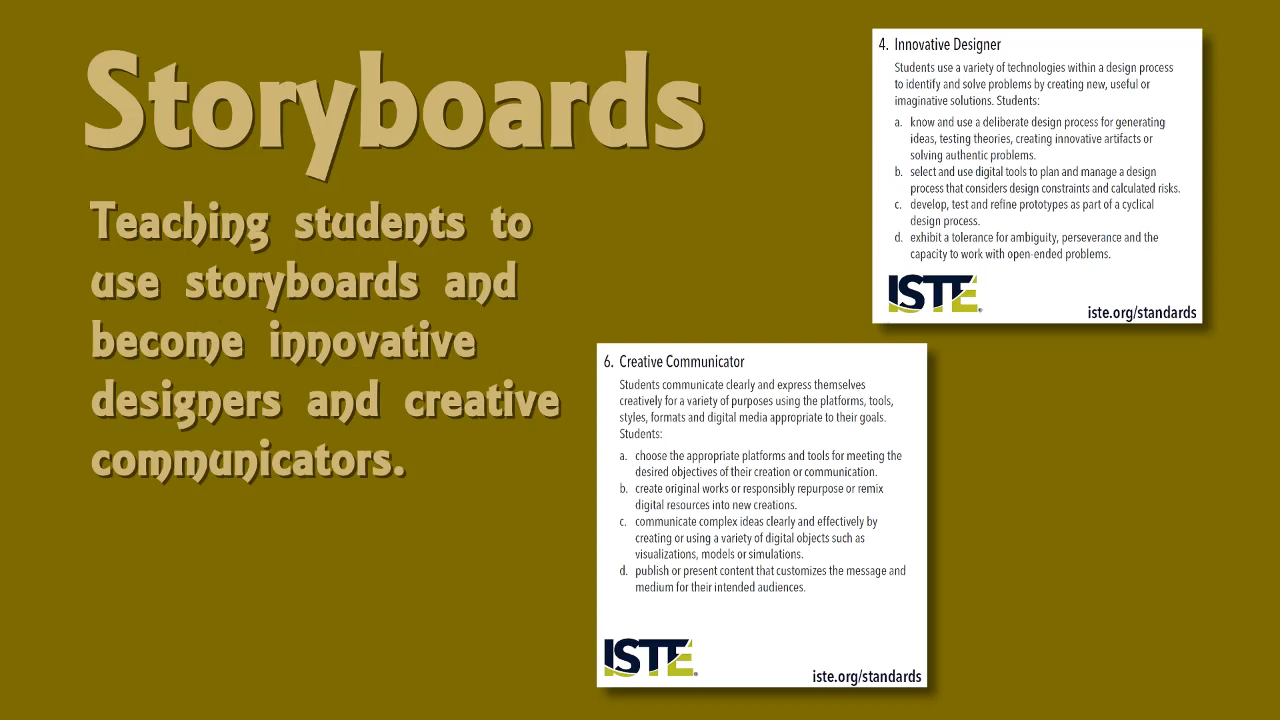 Storyboards
Teaching students to
use storyboards and
become innovative
designers and creative
communicators.
4. Innovative Designer
Students use a variety of technologies within a design process
to identify and solve problems by creating new, useful or
imaginative solutions. Students:
a. know and use a deliberate design process for generating
ideas, testing theories, creating innovative artifacts or
solving authentic problems.
b. select and use digital tools to plan and manage a design
process that considers design constraints and calculated risks.
c. develop, test and refine prototypes as part of a cyclical
design process.
d. exhibit a tolerance for ambiguity, perseverance and the
capacity to work with open-ended problems.
ISTE®
iste.org/standards
6. Creative Communicator
Students communicate clearly and express themselves
creatively for a variety of purposes using the platforms, tools,
styles, formats and digital media appropriate to their goals.
Students:
a. choose the appropriate platforms and tools for meeting the
desired objectives of their creation or communication.
b. create original works or responsibly repurpose or remix
digital resources into new creations.
c. communicate complex ideas clearly and effectively by
creating or using a variety of digital objects such as
visualizations, models or simulations.
d. publish or present content that customizes the message and
medium for their intended audiences.
ISTE®
iste.org/standards